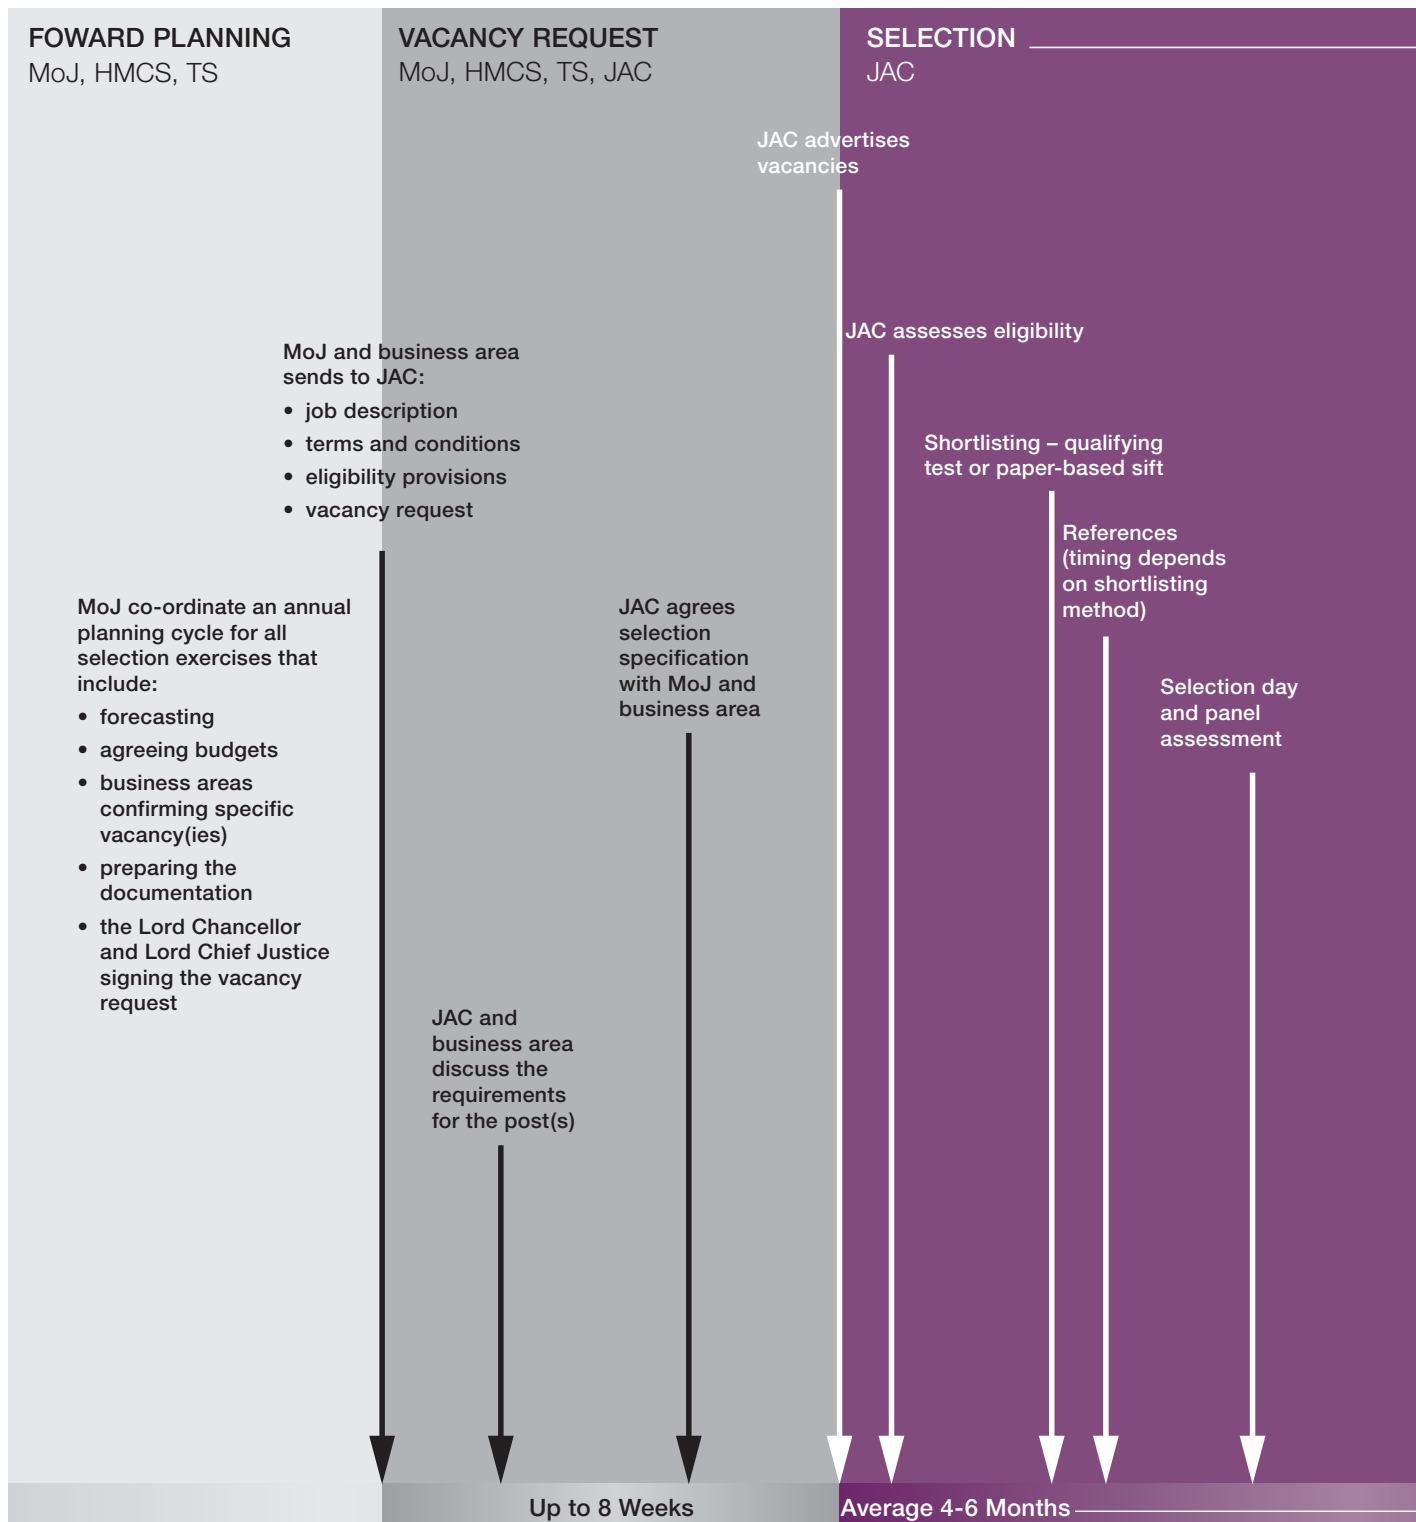 FOWARD PLANNING
MoJ, HMCS, TS
VACANCY REQUEST
MoJ, HMCS, TS, JAC
SELECTION
JAC
JAC advertises
vacancies
JAC assesses eligibility
MoJ and business area
sends to JAC:
• job description
• terms and conditions
• eligibility provisions
• vacancy request
Shortlisting – qualifying
test or paper-based sift
References
(timing depends
on shortlisting
method)
MoJ co-ordinate an annual
planning cycle for all
selection exercises that
include:
• forecasting
• agreeing budgets
• business areas
confirming specific
vacancy(ies)
• preparing the
documentation
• the Lord Chancellor
and Lord Chief Justice
signing the vacancy
request
JAC agrees
selection
specification
with MoJ and
business area
Selection day
and panel
assessment
JAC and
business area
discuss the
requirements
for the post(s)
Up to 8 Weeks
Average 4-6 Months